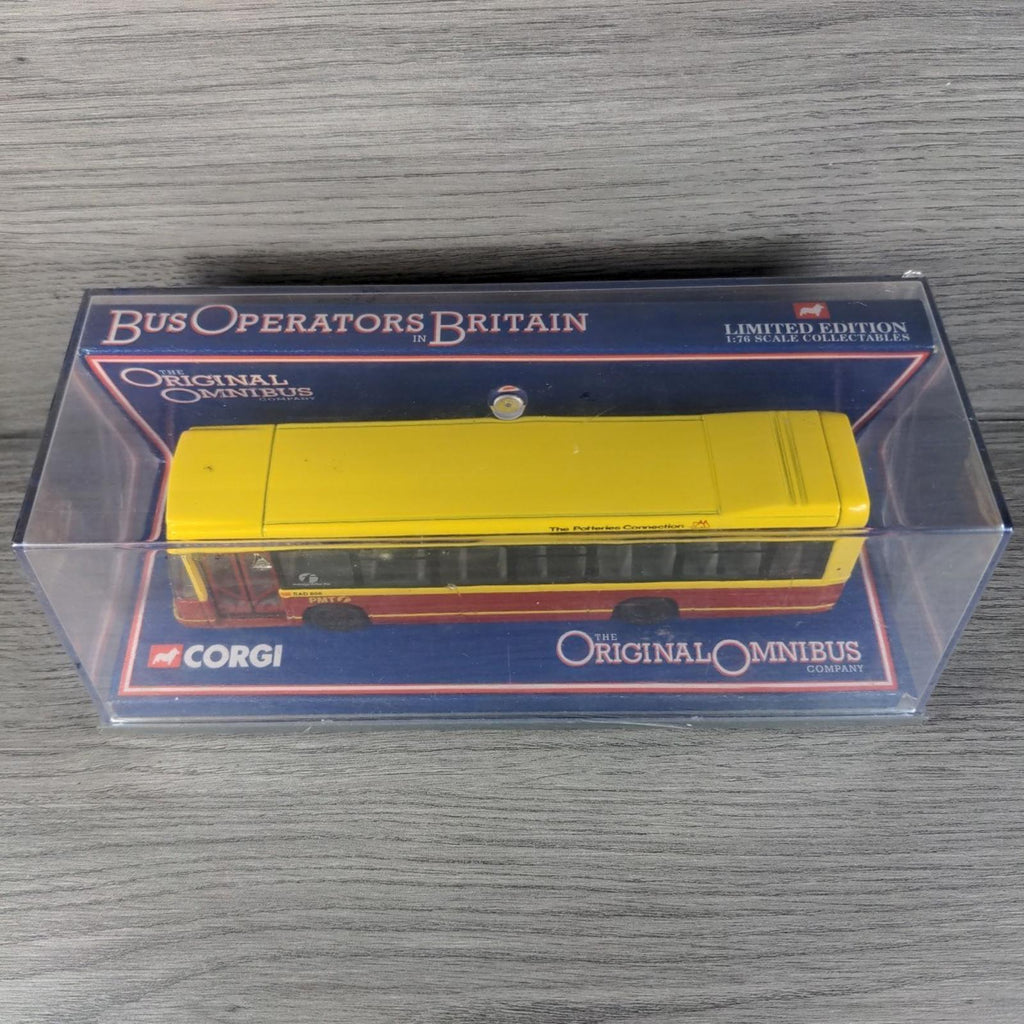 BUS OPERATORS IN BRITAIN
LIMITED EDITION
1:76 SCALE COLLECTABLES
THE
ORIGINAL
OMNIBUS
COMPANY
The Potteries Connection
PMT
CORGI
THE
ORIGINAL OMNIBUS
COMPANY